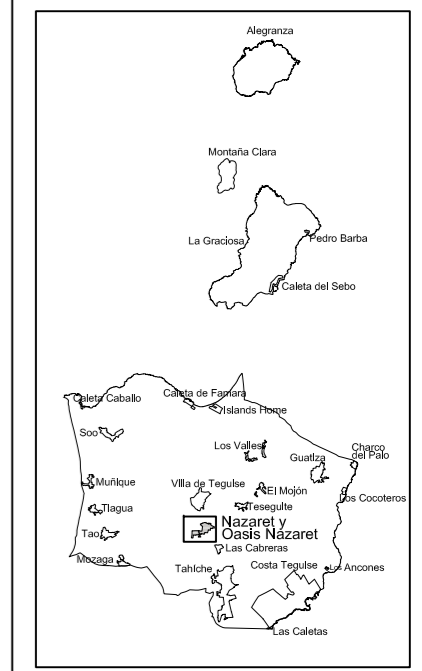 Alegranza
Montaña Clara
La Graciosa
Pedro Barba
Caleta del Sebo
Caleta Caballo
Caleta de Famara
Islands Home
Soo
Los Valles
Guatiza
Charco
del Palo
Muñique
Villa de Teguise
El Mojón
Los Cocoteros
Tiagua
Teseguite
Nazaret y
Oasis Nazaret
Tao
Las Cabreras
Mozaga
Tahíche
Costa Teguise
Los Ancones
Las Caletas